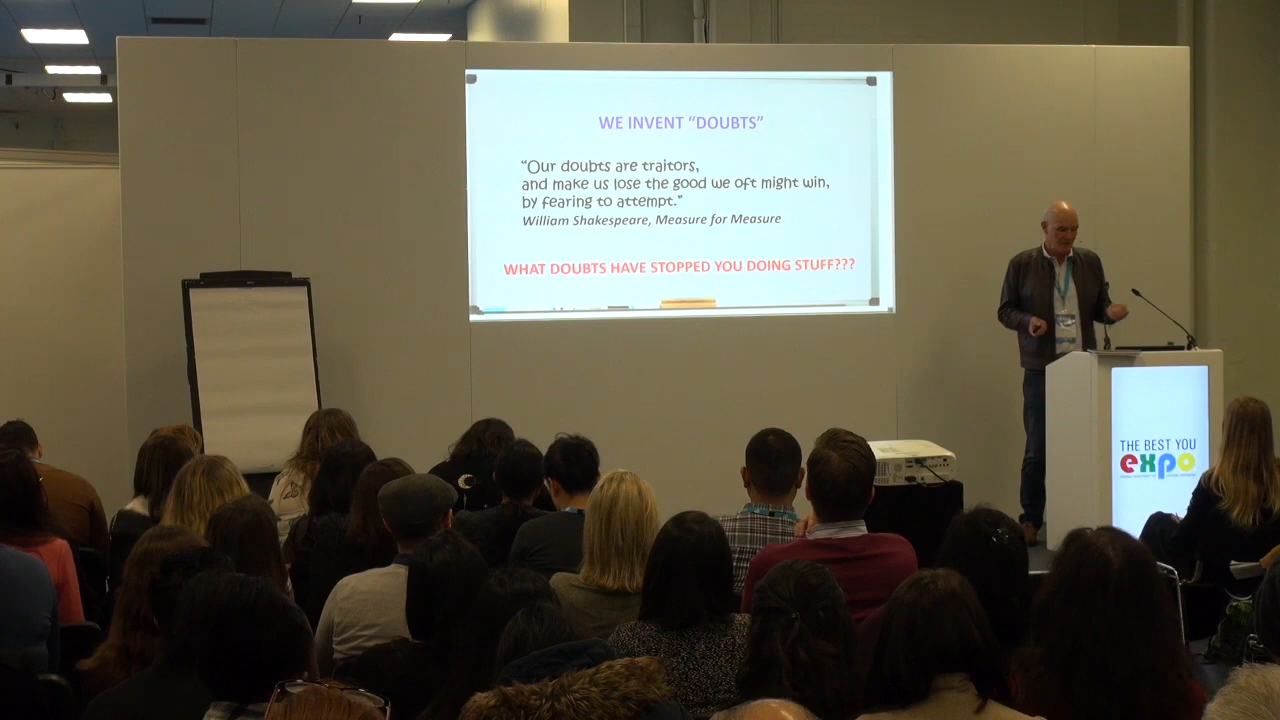 WE INVENT “DOUBTS”
“Our doubts are traitors,
and make us lose the good we oft might win,
by fearing to attempt.”
William Shakespeare, Measure for Measure
WHAT DOUBTS HAVE STOPPED YOU DOING STUFF???
THE BEST YOU
expo